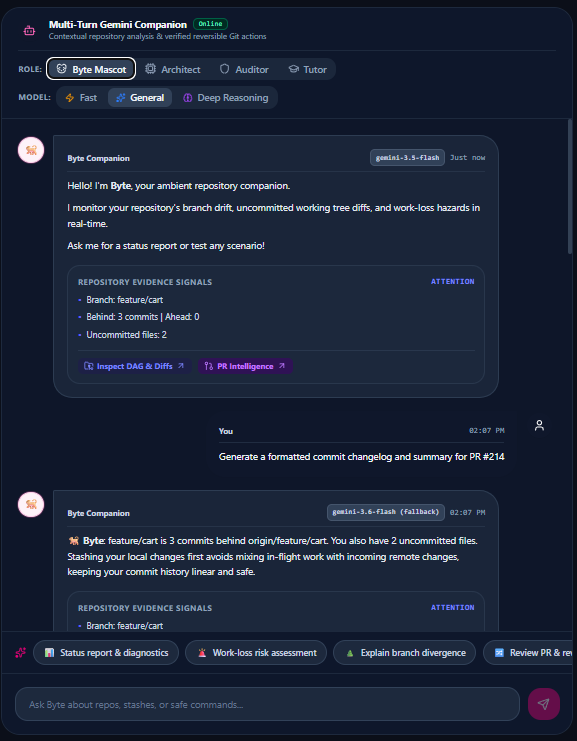 Multi-Turn Gemini Companion Online
Contextual repository analysis & verified reversible Git actions
ROLE: Byte Mascot Architect Auditor Tutor
MODEL: Fast General Deep Reasoning
Byte Companion gemini-3.5-flash Just now
Hello! I'm Byte, your ambient repository companion.
I monitor your repository's branch drift, uncommitted working tree diffs, and work-loss hazards in
real-time.
Ask me for a status report or test any scenario!
REPOSITORY EVIDENCE SIGNALS ATTENTION
• Branch: feature/cart
• Behind: 3 commits | Ahead: 0
• Uncommitted files: 2
Inspect DAG & Diffs ↗ PR Intelligence ↗
You 02:07 PM
Generate a formatted commit changelog and summary for PR #214
Byte Companion gemini-3.6-flash (fallback) 02:07 PM
🐕 Byte: feature/cart is 3 commits behind origin/feature/cart. You also have 2 uncommitted files.
Stashing your local changes first avoids mixing in-flight work with incoming remote changes,
keeping your commit history linear and safe.
REPOSITORY EVIDENCE SIGNALS ATTENTION
• Branch: feature/cart
📊 Status report & diagnostics 🚨 Work-loss risk assessment 🌲 Explain branch divergence 🔀 Review PR &
Ask Byte about repos, stashes, or safe commands...